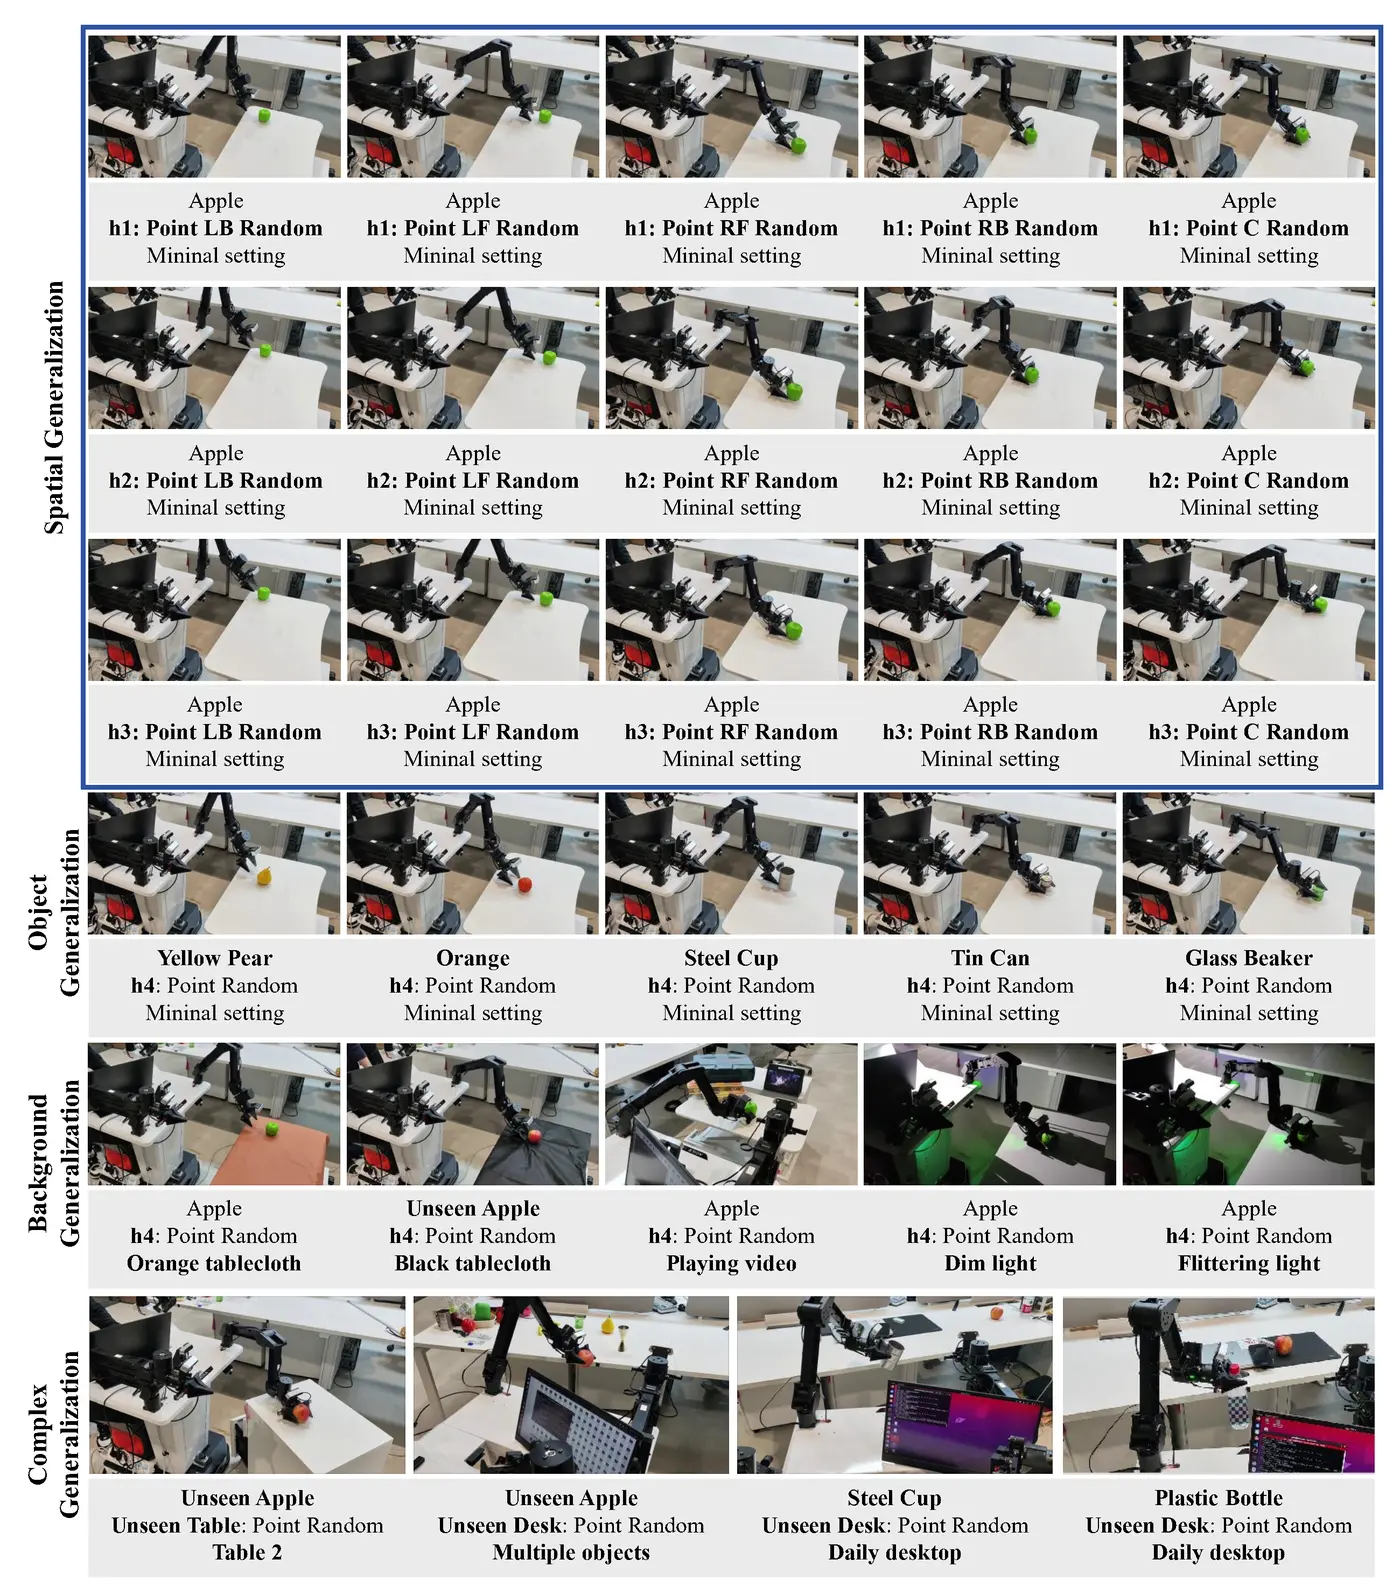 Spatial Generalization
Apple
h1: Point LB Random
Mininal setting
Apple
h1: Point LF Random
Mininal setting
Apple
h1: Point RF Random
Mininal setting
Apple
h1: Point RB Random
Mininal setting
Apple
h1: Point C Random
Mininal setting
Apple
h2: Point LB Random
Mininal setting
Apple
h2: Point LF Random
Mininal setting
Apple
h2: Point RF Random
Mininal setting
Apple
h2: Point RB Random
Mininal setting
Apple
h2: Point C Random
Mininal setting
Apple
h3: Point LB Random
Mininal setting
Apple
h3: Point LF Random
Mininal setting
Apple
h3: Point RF Random
Mininal setting
Apple
h3: Point RB Random
Mininal setting
Apple
h3: Point C Random
Mininal setting
Object
Generalization
Yellow Pear
h4: Point Random
Mininal setting
Orange
h4: Point Random
Mininal setting
Steel Cup
h4: Point Random
Mininal setting
Tin Can
h4: Point Random
Mininal setting
Glass Beaker
h4: Point Random
Mininal setting
Background
Generalization
Apple
h4: Point Random
Orange tablecloth
Unseen Apple
h4: Point Random
Black tablecloth
Apple
h4: Point Random
Playing video
Apple
h4: Point Random
Dim light
Apple
h4: Point Random
Flittering light
Complex
Generalization
Unseen Apple
Unseen Table: Point Random
Table 2
Unseen Apple
Unseen Desk: Point Random
Multiple objects
Steel Cup
Unseen Desk: Point Random
Daily desktop
Plastic Bottle
Unseen Desk: Point Random
Daily desktop